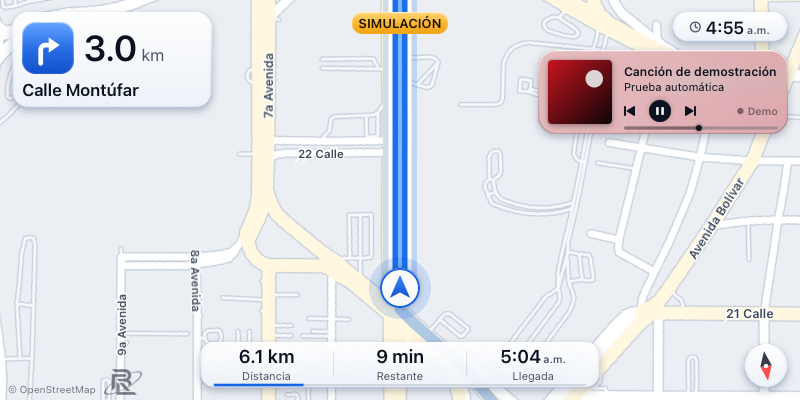 SIMULACIÓN
3.0 km
Calle Montúfar
4:55 a.m.
Canción de demostración
Prueba automática
Demo
7a Avenida
22 Calle
Avenida Bolívar
8a Avenida
9a Avenida
21 Calle
6.1 km
Distancia
9 min
Restante
5:04 a.m.
Llegada
© OpenStreetMap